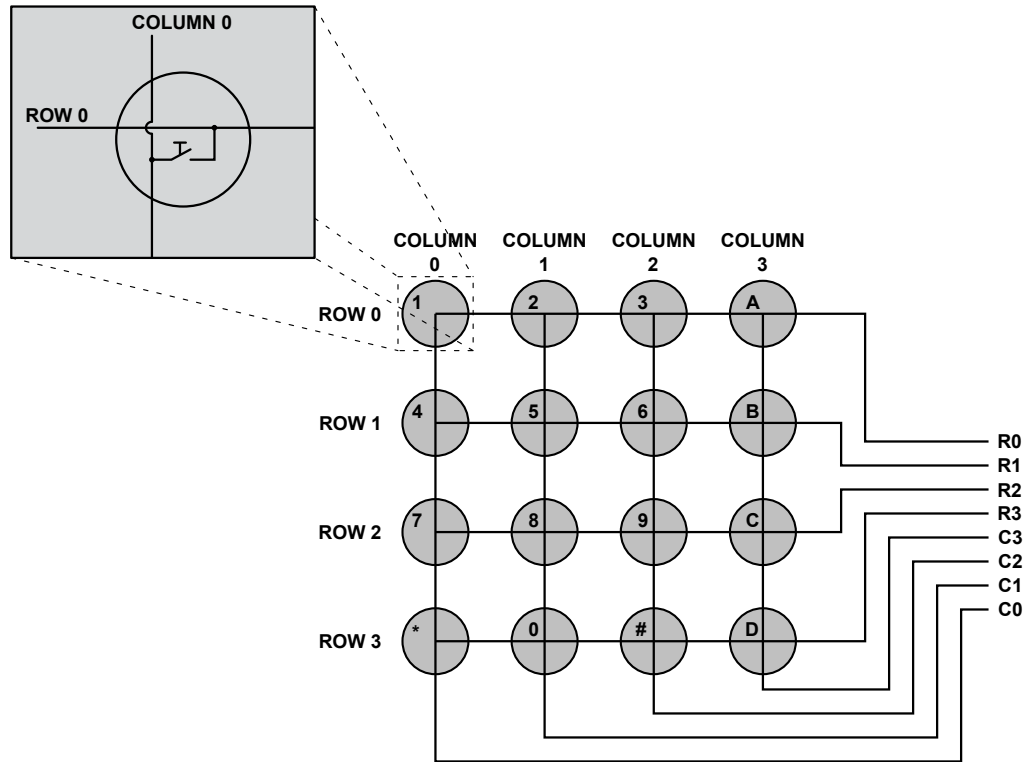 COLUMN 0
ROW 0
COLUMN 0
COLUMN 1
COLUMN 2
COLUMN 3
ROW 0
1
2
3
A
ROW 1
4
5
6
B
R0
R1
R2
ROW 2
7
8
9
C
R3
C3
C2
C1
C0
ROW 3
*
0
#
D